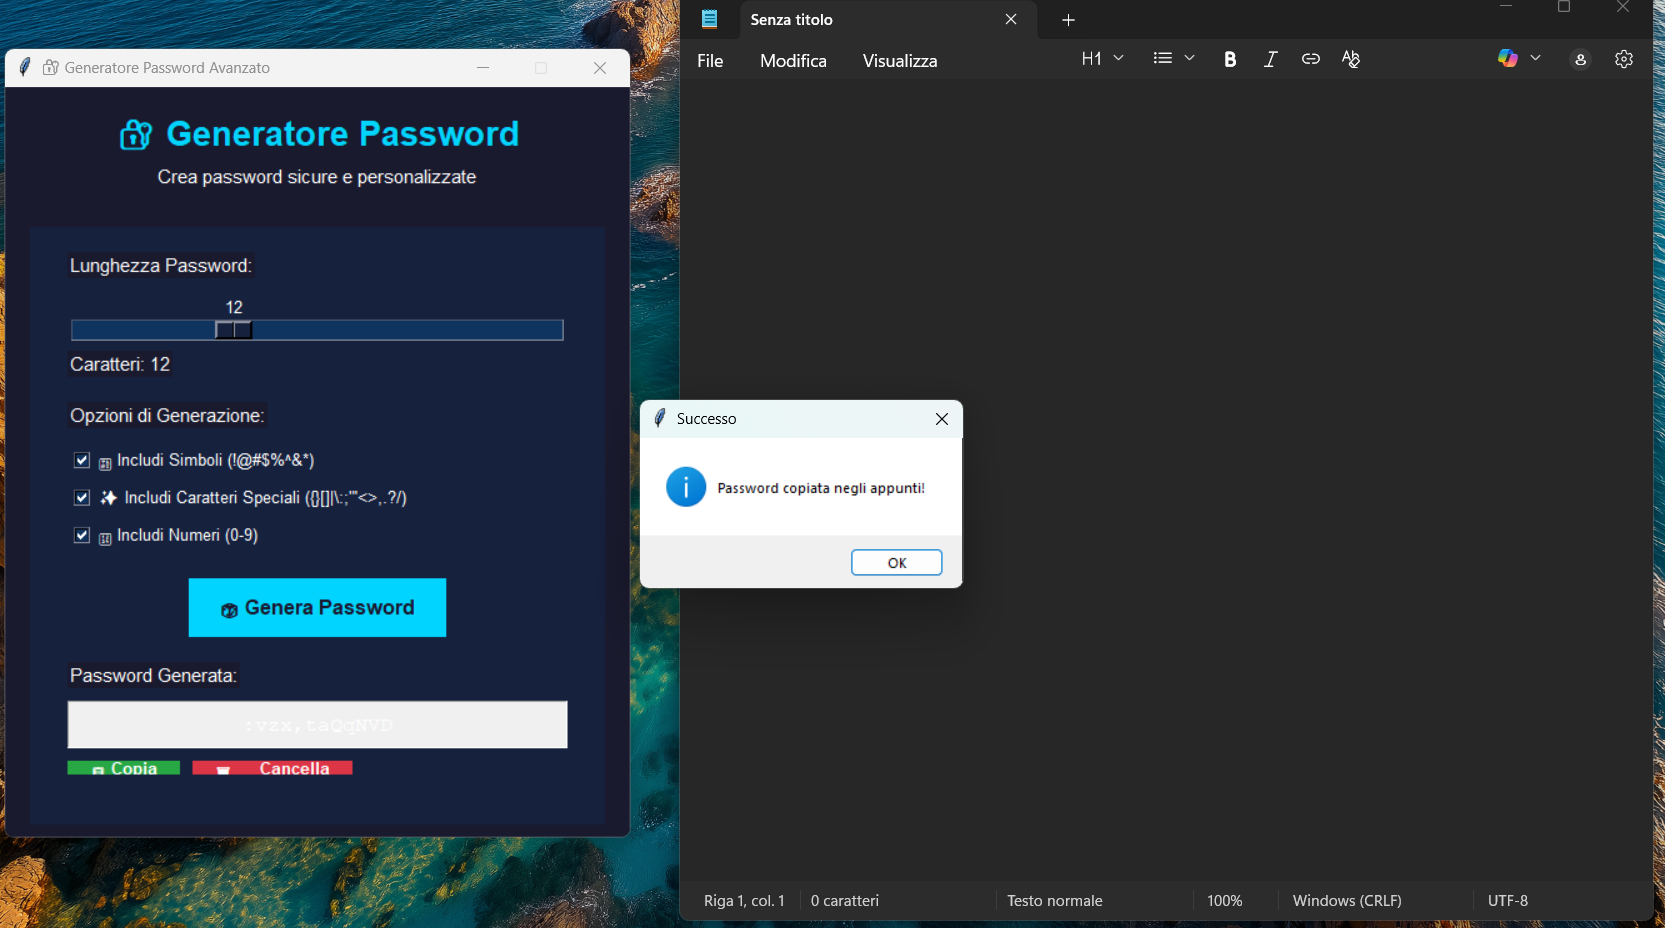 Generatore Password Avanzato
Generatore Password
Crea password sicure e personalizzate
Lunghezza Password:
12
Caratteri: 12
Opzioni di Generazione:
Includi Simboli (!@#$%^&*)
Includi Caratteri Speciali ({}[]|\:;"'<>,.?/)
Includi Numeri (0-9)
Genera Password
Password Generata:
:vzx,taQqNVD
Copia Cancella
Senza titolo
File Modifica Visualizza
H1
Successo
Password copiata negli appunti!
OK
Riga 1, col. 1 0 caratteri Testo normale 100% Windows (CRLF) UTF-8